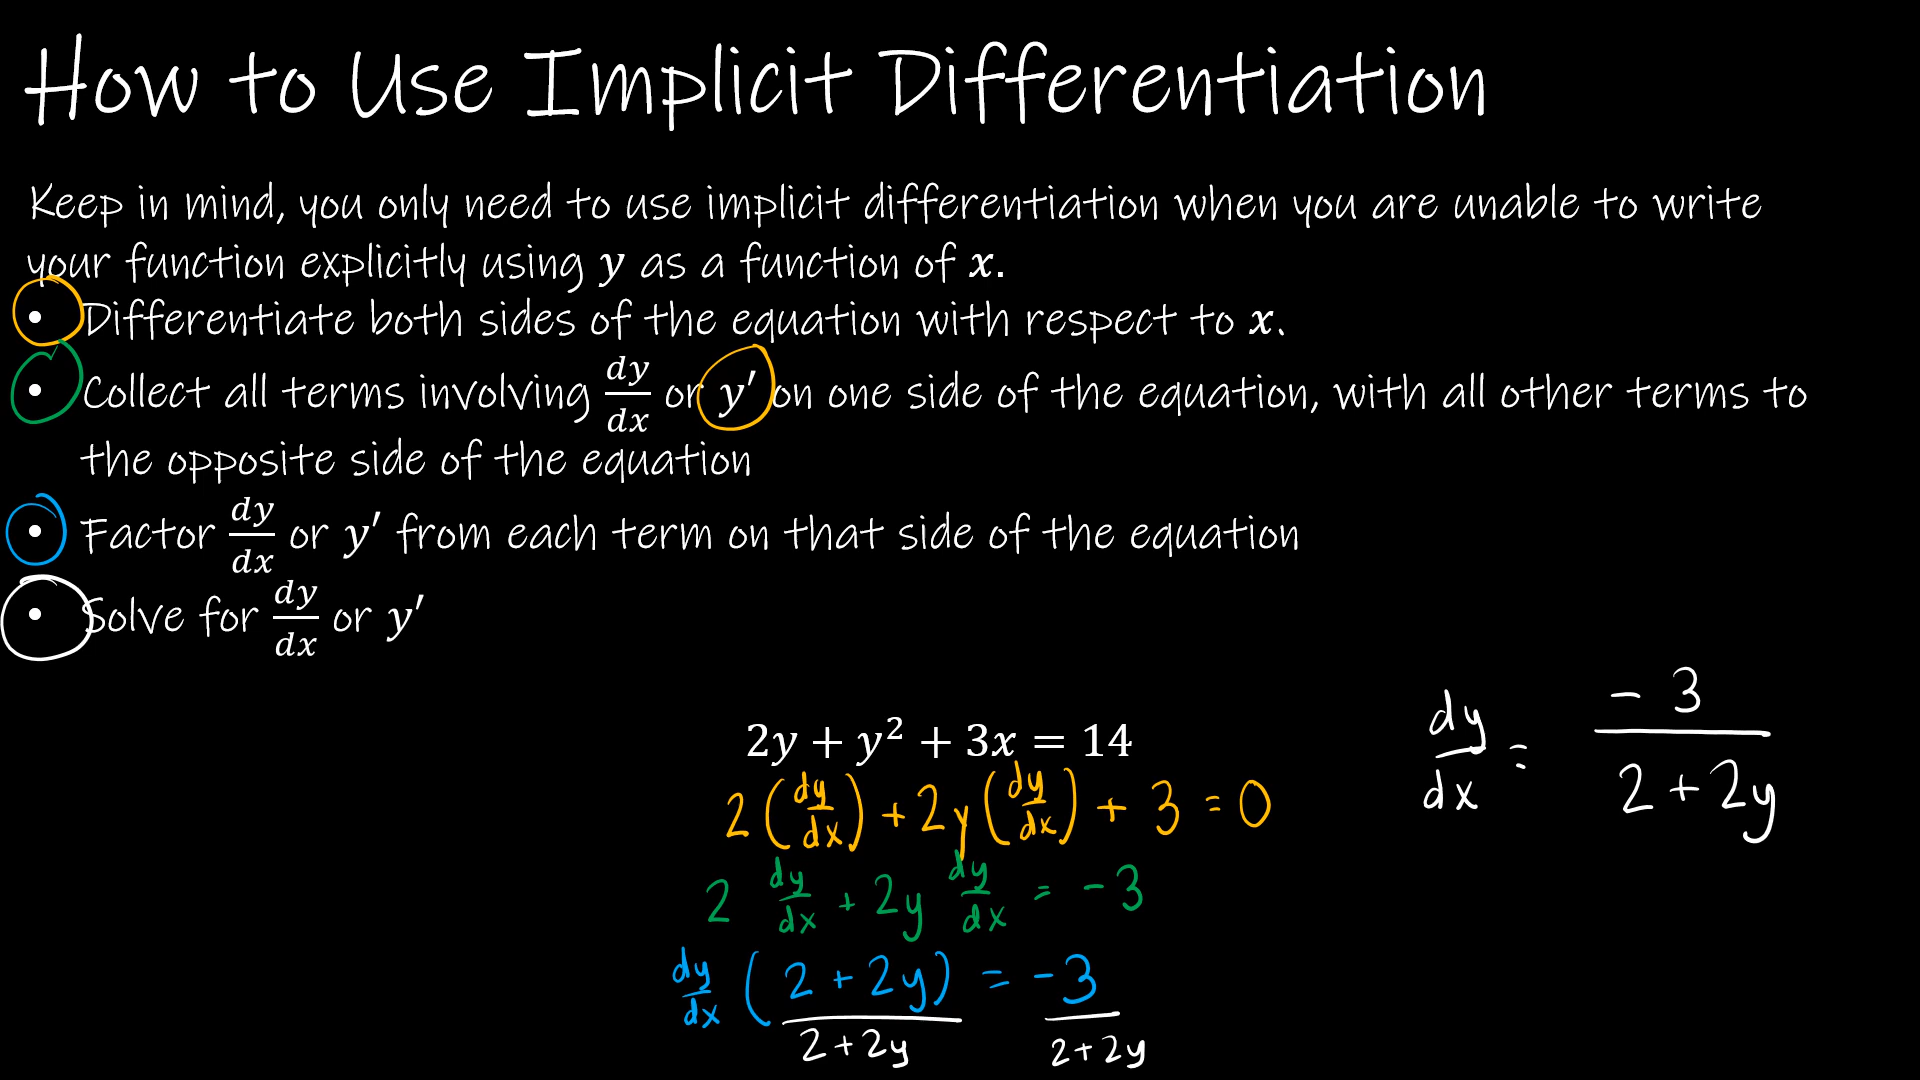 How to Use Implicit Differentiation
Keep in mind, you only need to use implicit differentiation when you are unable to write
your function explicitly using y as a function of x.
• Differentiate both sides of the equation with respect to x.
• Collect all terms involving dy/dx or y′ on one side of the equation, with all other terms to
the opposite side of the equation
• Factor dy/dx or y′ from each term on that side of the equation
• Solve for dy/dx or y′
2y + y² + 3x = 14
2(dy/dx) + 2y(dy/dx) + 3 = 0
2 dy/dx + 2y dy/dx = -3
dy/dx (2 + 2y) = -3
2+2y 2+2y
dy/dx = -3/(2+2y)